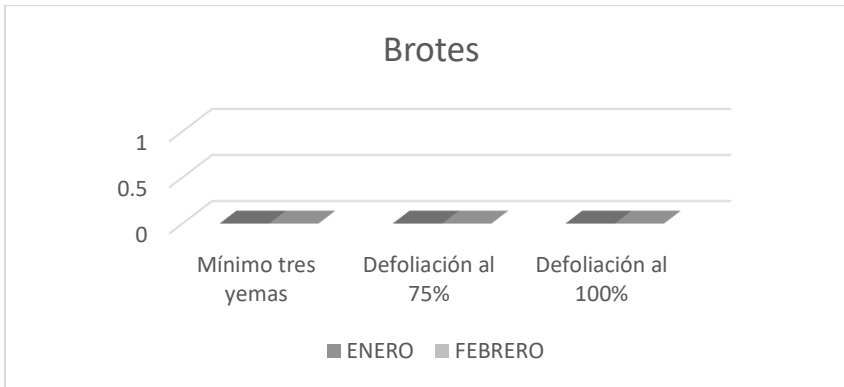 Brotes
1
0.5
0
Mínimo tres
yemas
Defoliación al
75%
Defoliación al
100%
ENERO FEBRERO